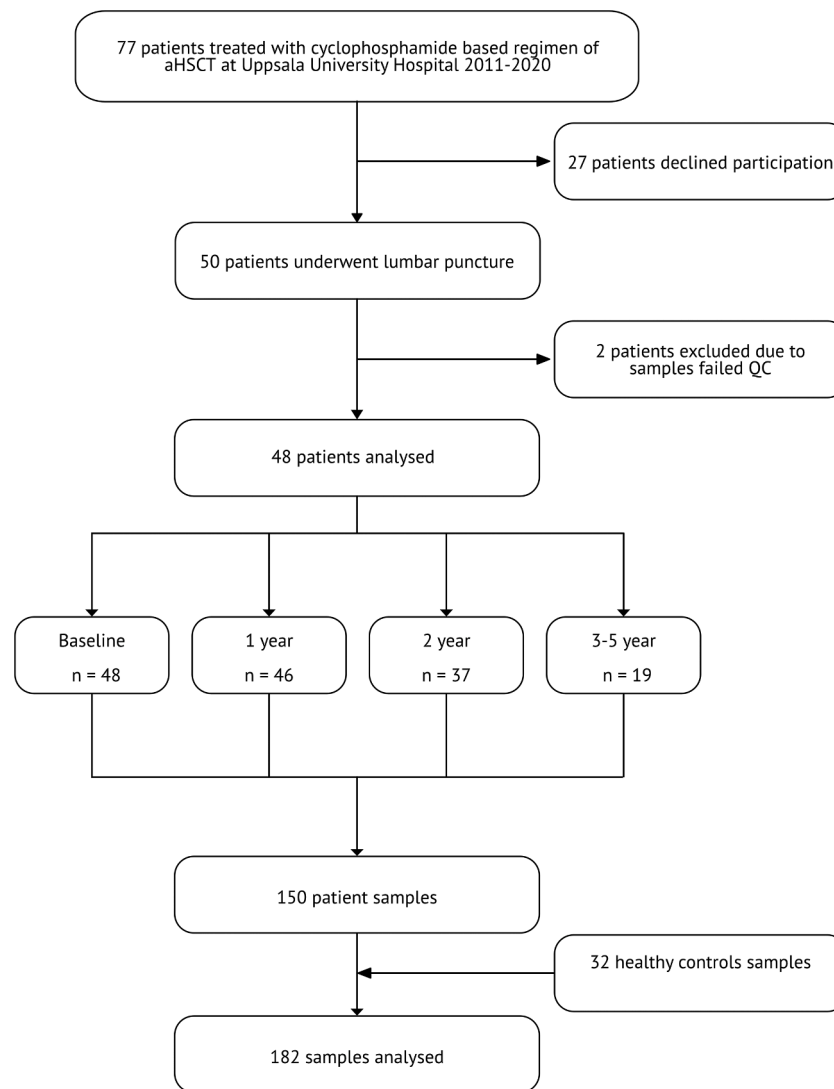 77 patients treated with cyclophosphamide based regimen of
aHSCT at Uppsala University Hospital 2011-2020
27 patients declined participation
50 patients underwent lumbar puncture
2 patients excluded due to
samples failed QC
48 patients analysed
Baseline
n = 48
1 year
n = 46
2 year
n = 37
3-5 year
n = 19
150 patient samples
32 healthy controls samples
182 samples analysed